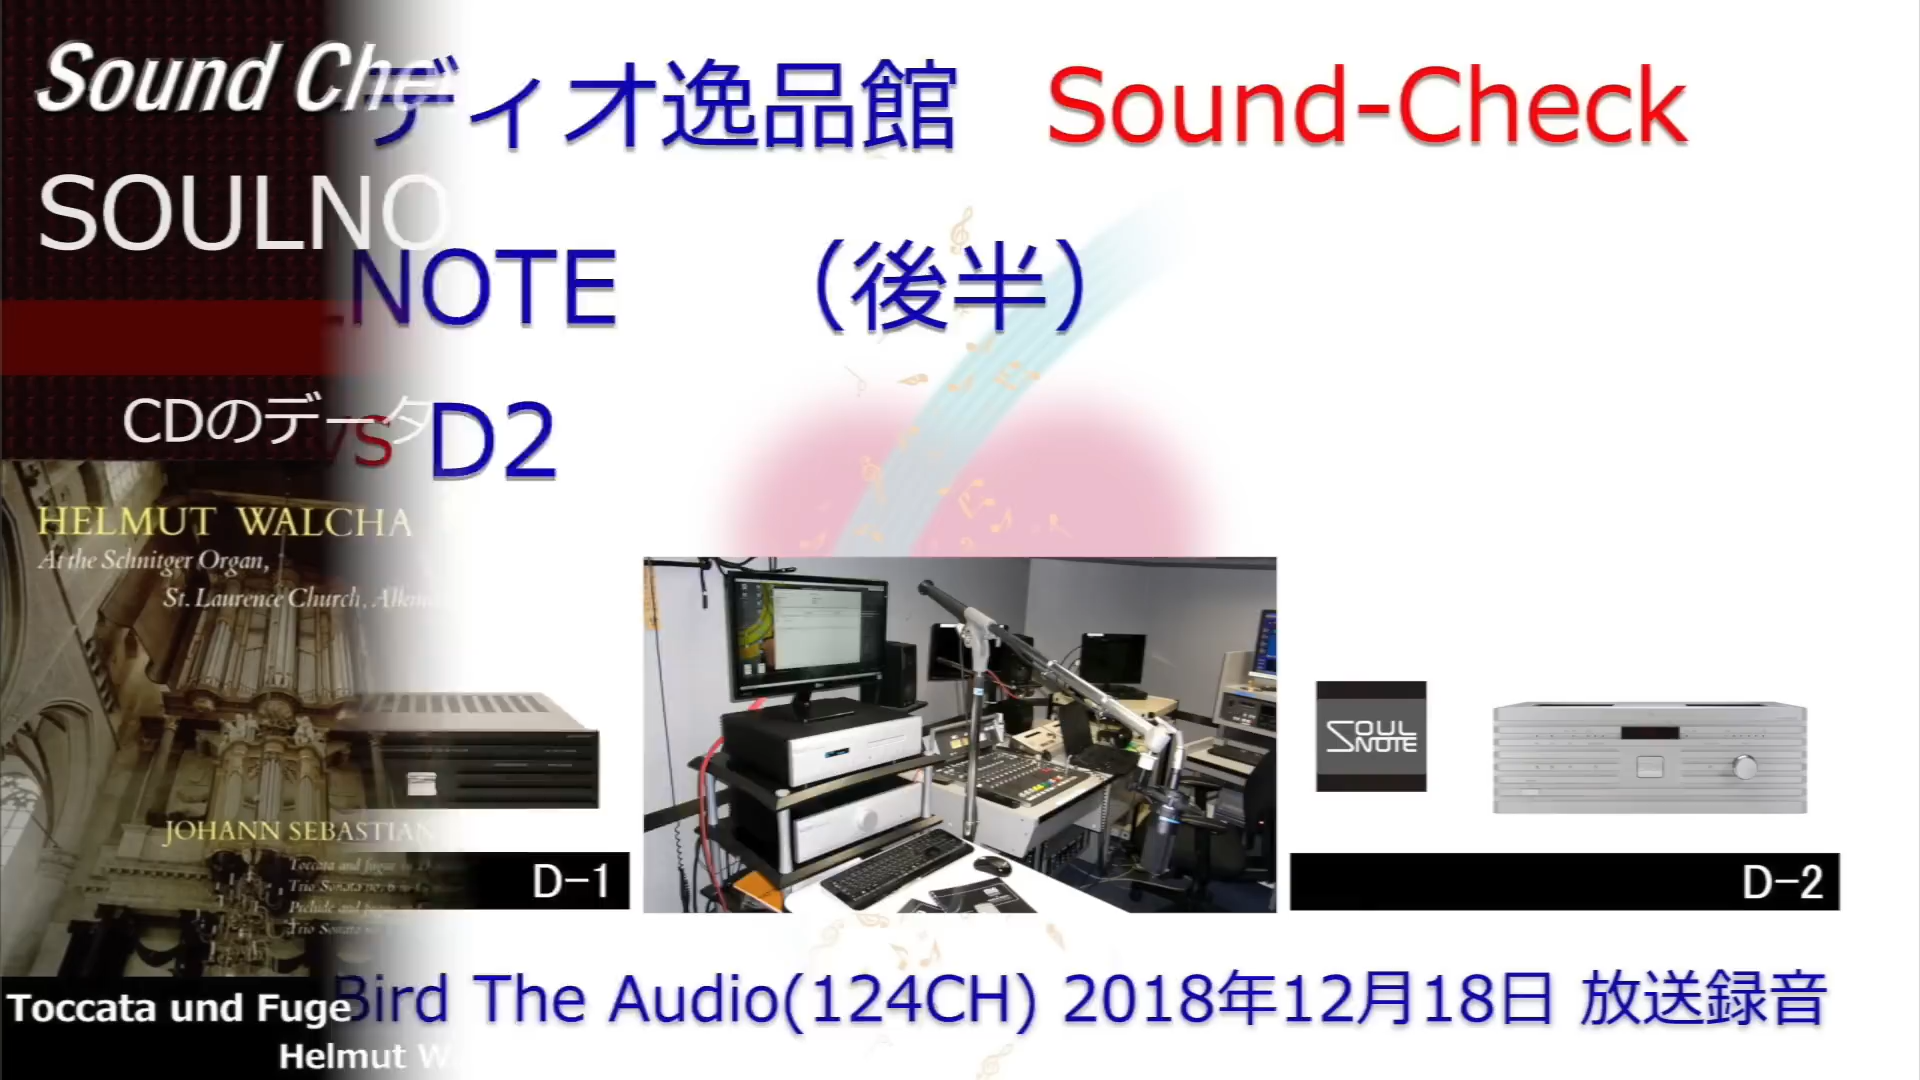 Sound Che
ディオ逸品館 Sound-Check
SOULNO
LNOTE （後半）
CDのデータ
VS D2
HELMUT WALCHA
At the Schnitger Organ,
St. Laurence Church,
SOUL
NOTE
JOHANN SEBASTIAN
D-1
D-2
Bird The Audio(124CH) 2018年12月18日 放送録音
Toccata und Fuge
Helmut W